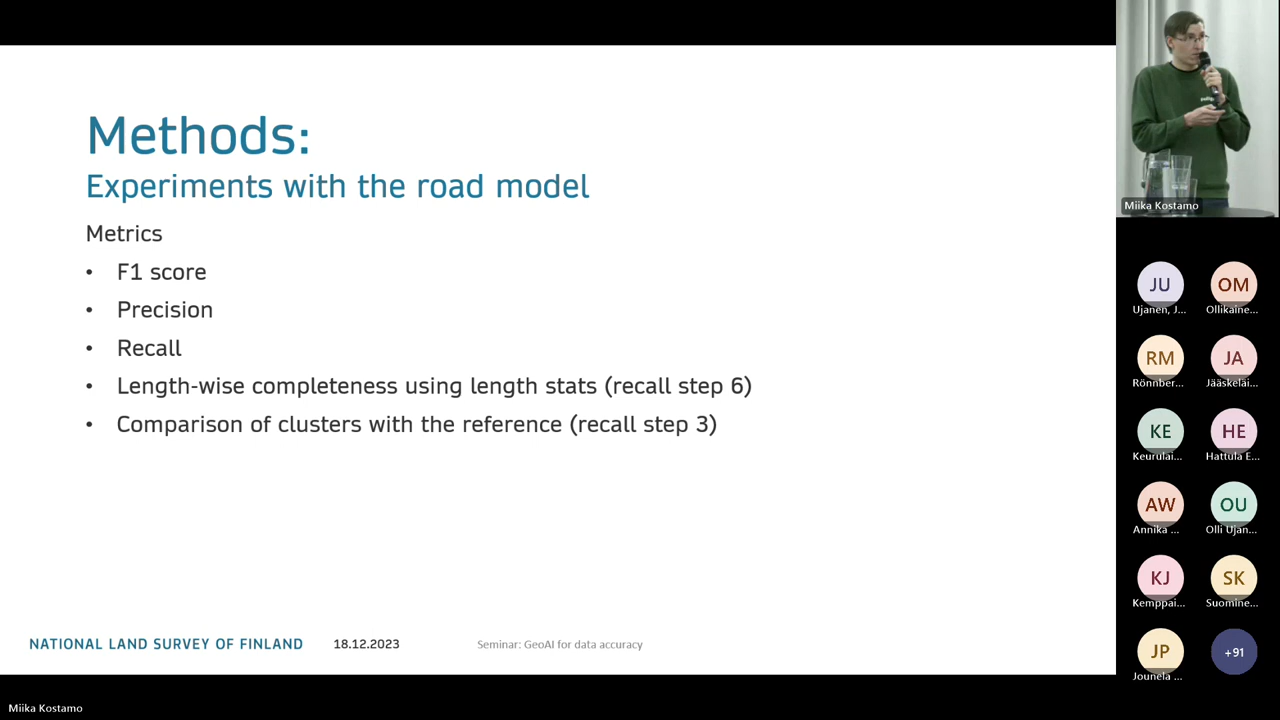 Methods:
Experiments with the road model
Metrics
• F1 score
• Precision
• Recall
• Length-wise completeness using length stats (recall step 6)
• Comparison of clusters with the reference (recall step 3)
NATIONAL LAND SURVEY OF FINLAND 18.12.2023 Seminar: GeoAI for data accuracy
Miika Kostamo
JU OM
Ujanen, J... Ollikaine...
RM JA
Rönnber... Jääskeläi...
KE HE
Keurulai... Hattula E...
AW OU
Annika ... Olli Ujan...
KJ SK
Kemppai... Suomine...
JP +91
Jounela ...
Miika Kostamo